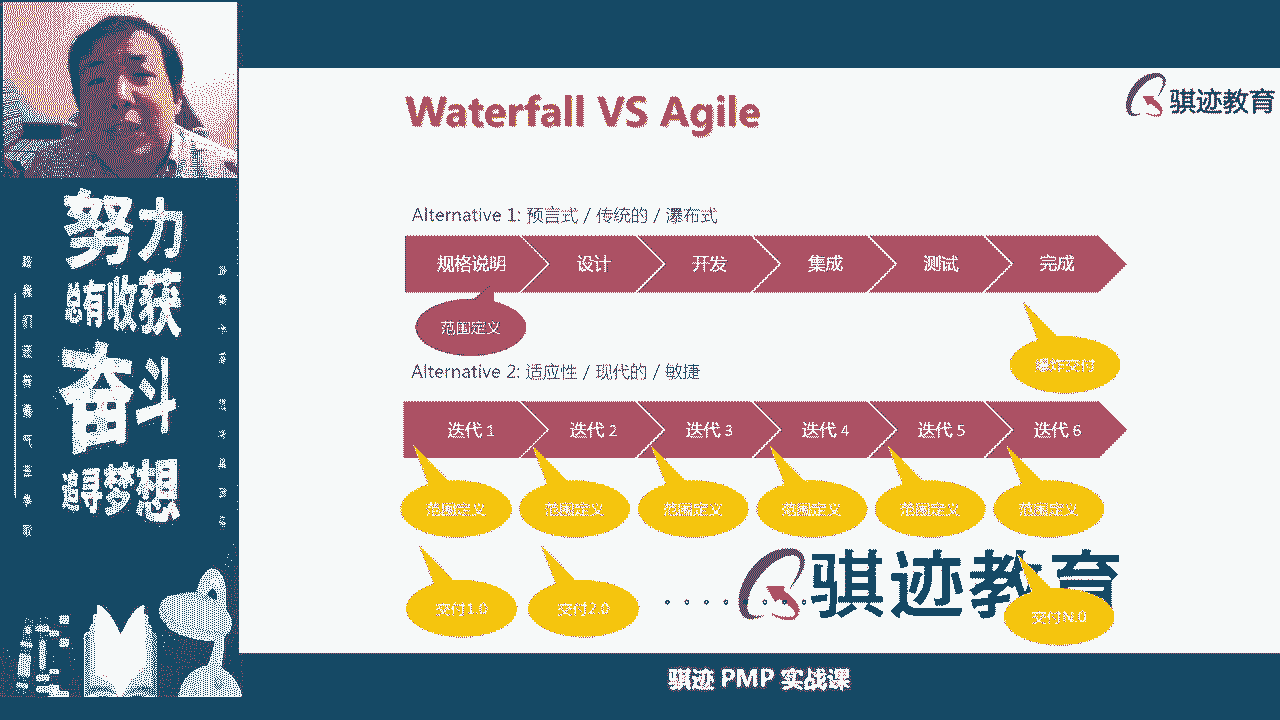 努力
总有收获
奋斗
追寻梦想
骐迹教育
Waterfall VS Agile
Alternative 1: 预言式 / 传统的 / 瀑布式
规格说明 设计 开发 集成 测试 完成
范围定义
爆炸交付
Alternative 2: 适应性 / 现代的 / 敏捷
迭代 1 迭代 2 迭代 3 迭代 4 迭代 5 迭代 6
范围定义 范围定义 范围定义 范围定义 范围定义 范围定义
骐迹教育
交付1.0 交付2.0 ........ 交付N.0
骐迹 PMP 实战课